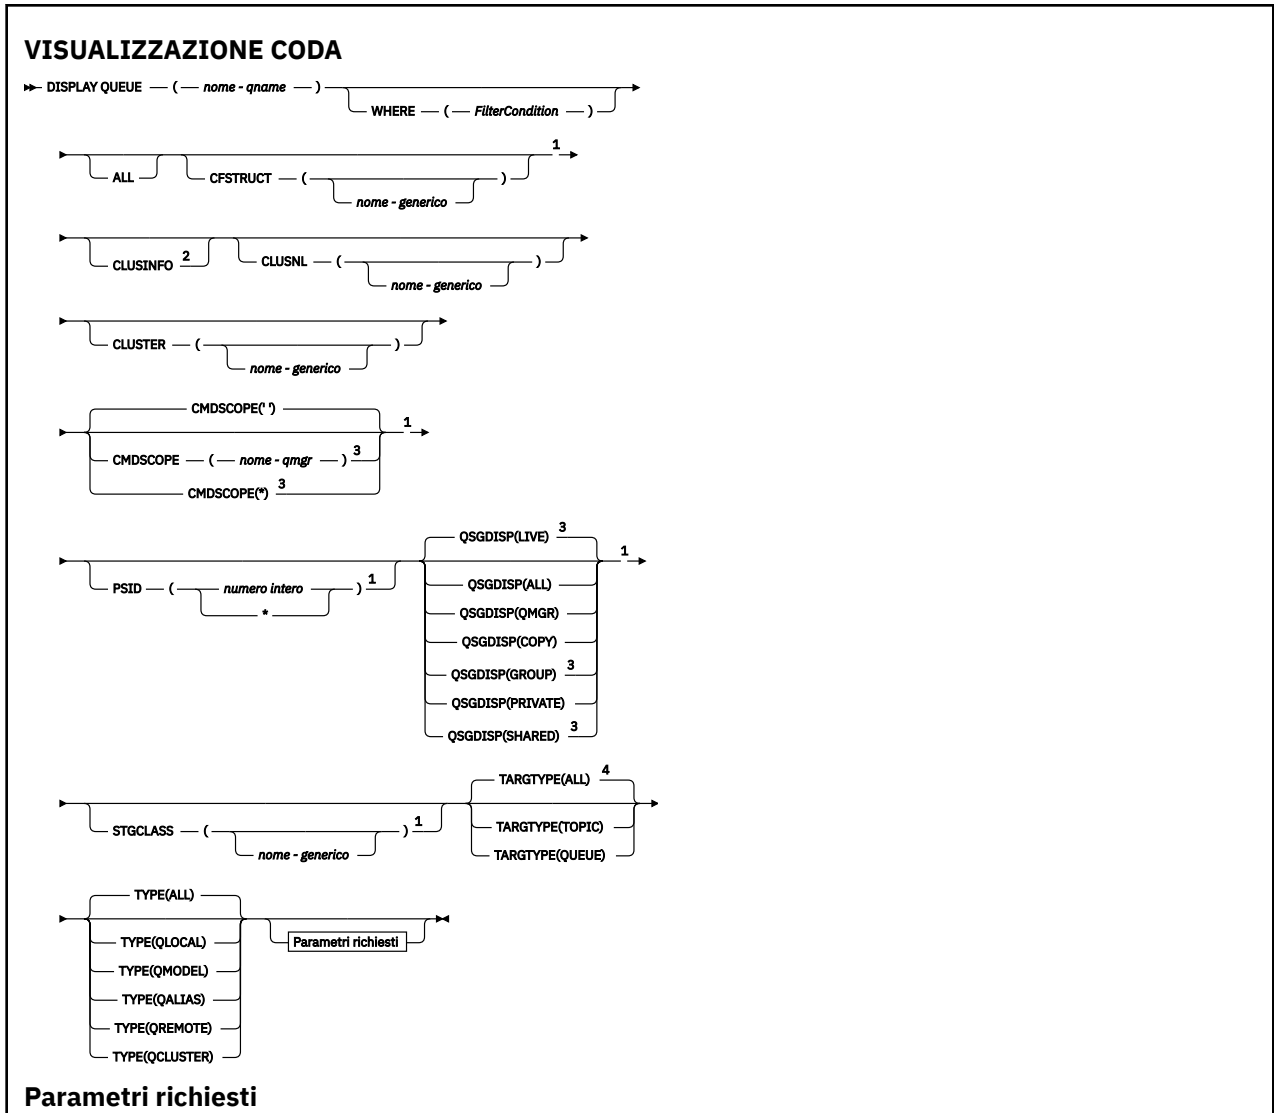 VISUALIZZAZIONE CODA
DISPLAY QUEUE ( nome - qname )
WHERE ( FilterCondition )
ALL CFSTRUCT ( nome - generico ) 1
CLUSINFO 2 CLUSNL ( nome - generico )
CLUSTER ( nome - generico )
CMDSCOPE(' ')
CMDSCOPE ( nome - qmgr ) 3 1
CMDSCOPE(*) 3
PSID ( numero intero ) 1
*
QSGDISP(LIVE) 3
1
QSGDISP(ALL)
QSGDISP(QMGR)
QSGDISP(COPY)
QSGDISP(GROUP) 3
QSGDISP(PRIVATE)
QSGDISP(SHARED) 3
STGCLASS ( nome - generico ) 1
TARGTYPE(ALL) 4
TARGTYPE(TOPIC)
TARGTYPE(QUEUE)
TYPE(ALL)
TYPE(QLOCAL)
TYPE(QMODEL)
TYPE(QALIAS)
TYPE(QREMOTE)
TYPE(QCLUSTER)
Parametri richiesti
Parametri richiesti